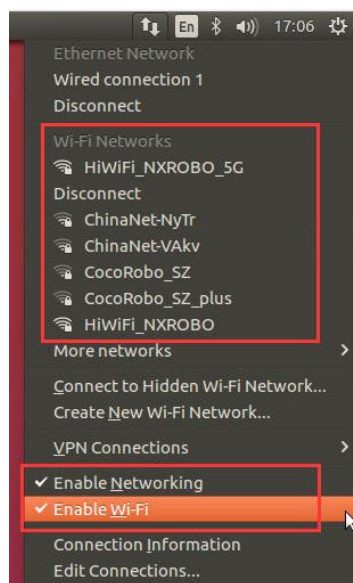 En 17:06
Ethernet Network
Wired connection 1
Disconnect
Wi-Fi Networks
HiWiFi_NXROBO_5G
Disconnect
ChinaNet-NyTr
ChinaNet-VAkv
CocoRobo_SZ
CocoRobo_SZ_plus
HiWiFi_NXROBO
More networks
Connect to Hidden Wi-Fi Network...
Create New Wi-Fi Network...
VPN Connections
Enable Networking
Enable Wi-Fi
Connection Information
Edit Connections...